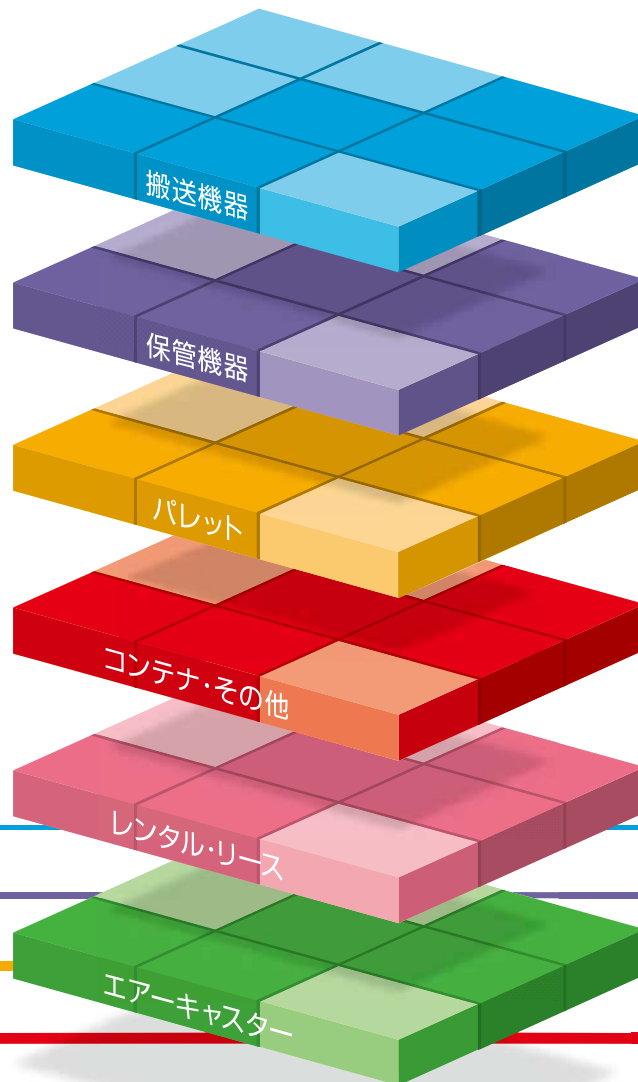 搬送機器
保管機器
パレット
コンテナ・その他
レンタル・リース
エアーキャスター